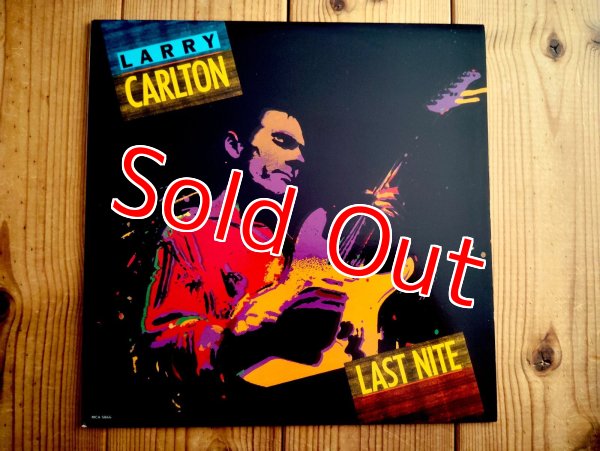 LARRY
CARLTON
Sold Out
LAST NITE